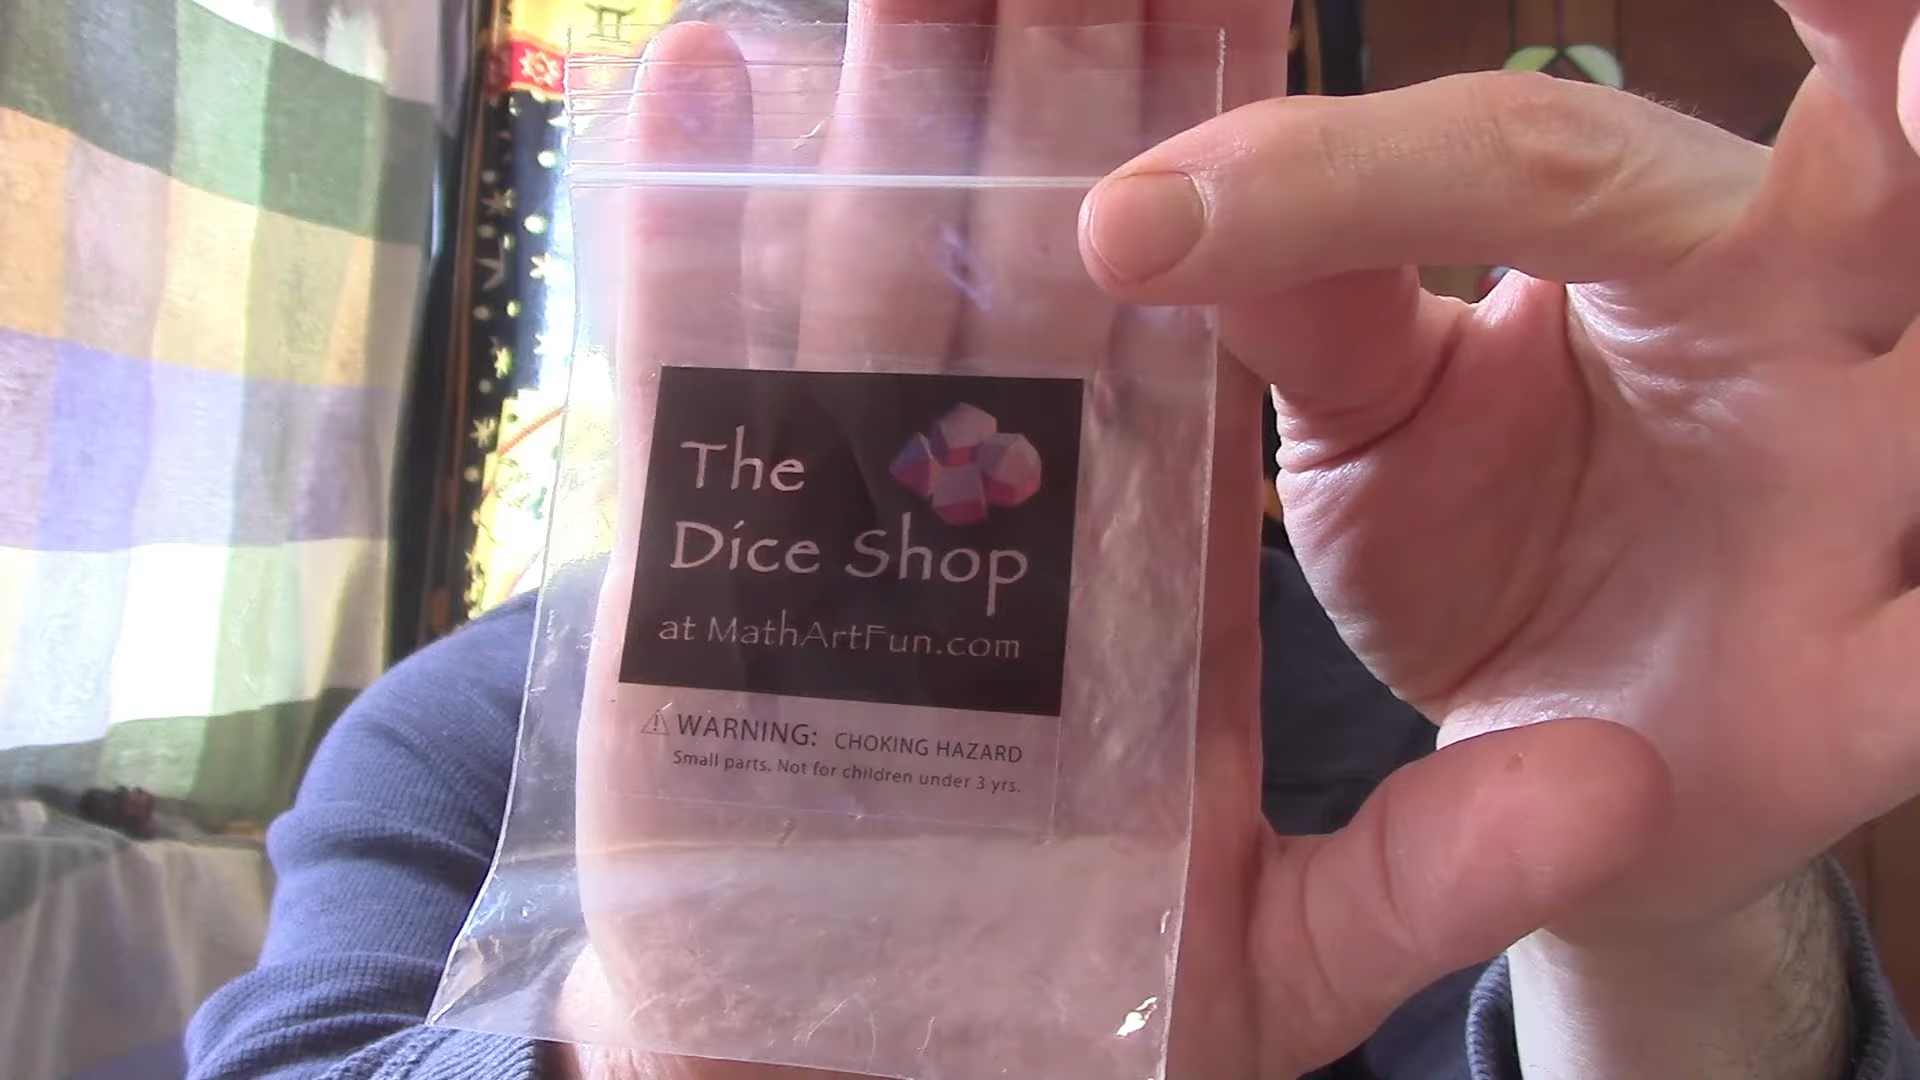 The
Dice Shop
at MathArtFun.com
⚠ WARNING: CHOKING HAZARD
Small parts. Not for children under 3 yrs.